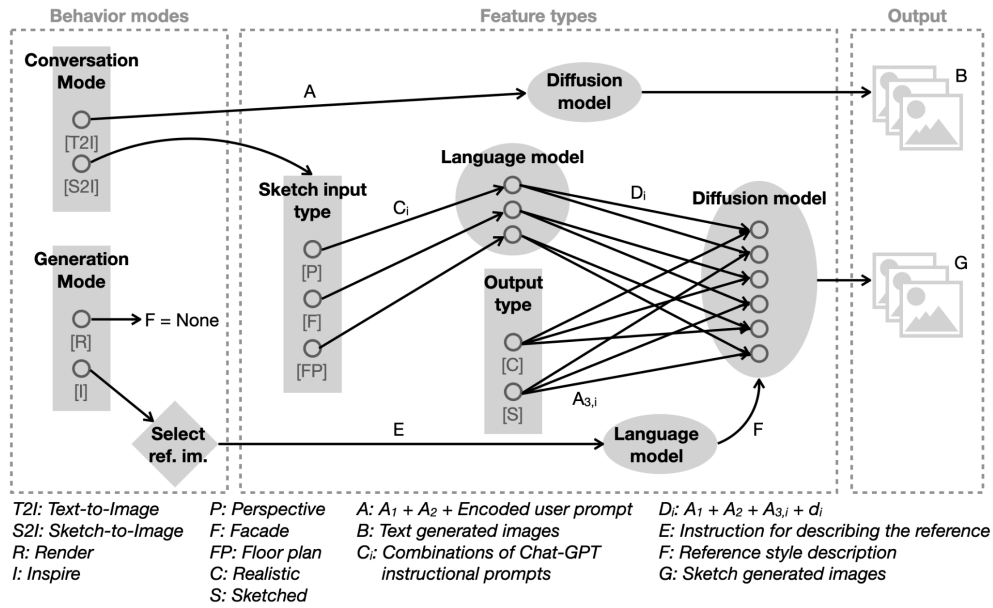 Behavior modes
Feature types
Output
Conversation
Mode
[T2I]
[S2I]
A
Diffusion
model
B
Sketch input
type
[P]
[F]
[FP]
Ci
Language model
Di
Diffusion model
Generation
Mode
[R]
F = None
[I]
Output
type
[C]
[S]
A3,i
G
Select
ref. im.
E
Language
model
F
T2I: Text-to-Image
S2I: Sketch-to-Image
R: Render
I: Inspire
P: Perspective
F: Facade
FP: Floor plan
C: Realistic
S: Sketched
A: A1 + A2 + Encoded user prompt
B: Text generated images
Ci: Combinations of Chat-GPT
instructional prompts
Di: A1 + A2 + A3,i + di
E: Instruction for describing the reference
F: Reference style description
G: Sketch generated images